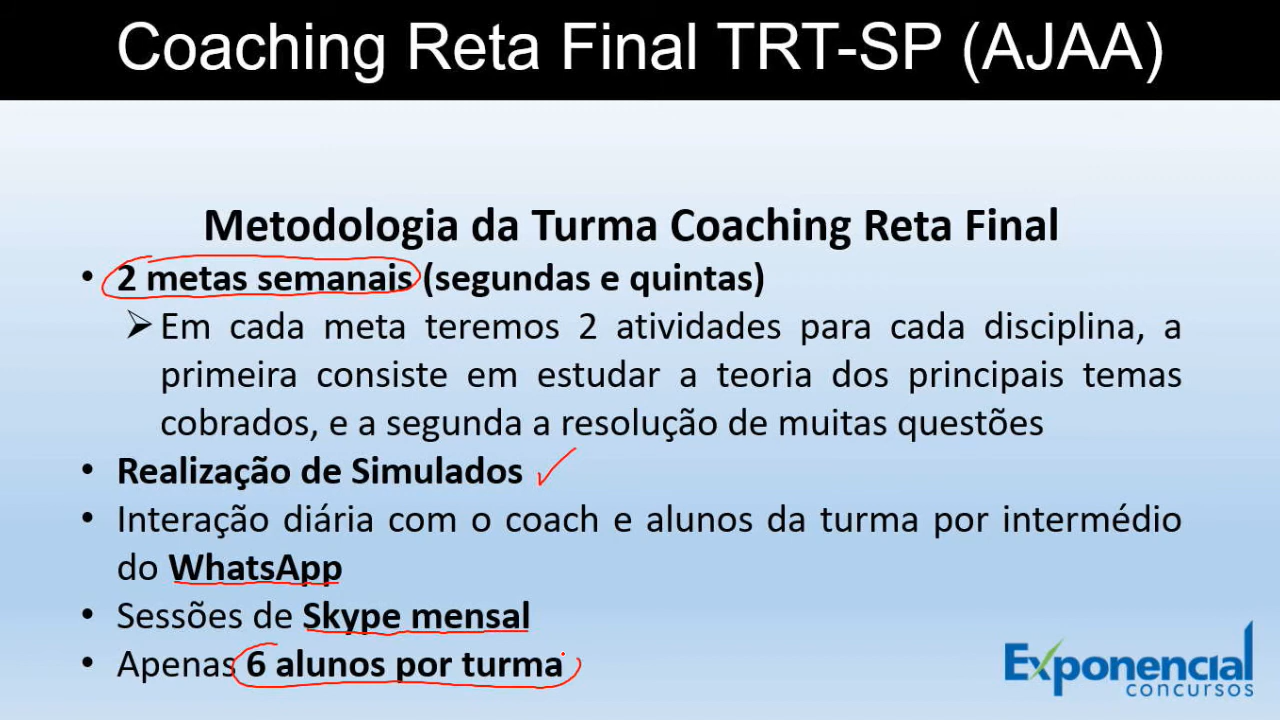 Coaching Reta Final TRT-SP (AJAA)
Metodologia da Turma Coaching Reta Final
• 2 metas semanais (segundas e quintas)
➢ Em cada meta teremos 2 atividades para cada disciplina, a
primeira consiste em estudar a teoria dos principais temas
cobrados, e a segunda a resolução de muitas questões
• Realização de Simulados
• Interação diária com o coach e alunos da turma por intermédio
do WhatsApp
• Sessões de Skype mensal
• Apenas 6 alunos por turma
Exponencial
concursos